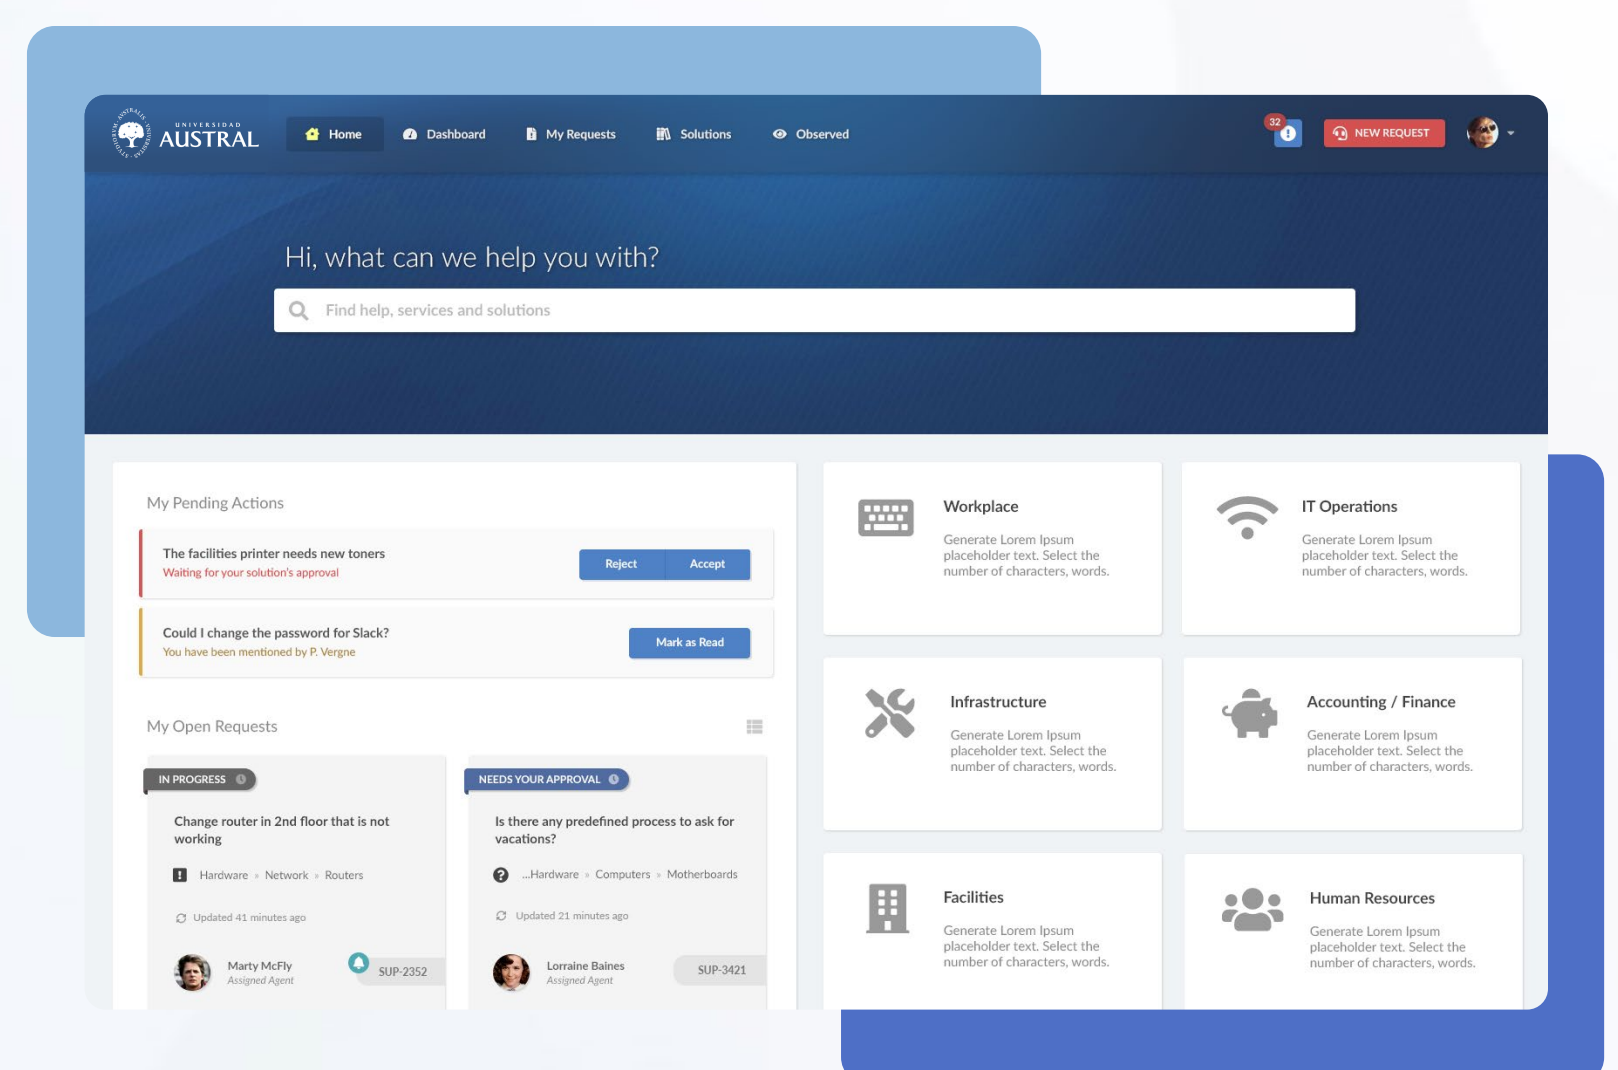 UNIVERSIDAD
AUSTRAL
Home
Dashboard
My Requests
Solutions
Observed
32
NEW REQUEST
Hi, what can we help you with?
Find help, services and solutions
My Pending Actions
The facilities printer needs new toners
Waiting for your solution's approval
Reject
Accept
Could I change the password for Slack?
You have been mentioned by P. Vergne
Mark as Read
My Open Requests
IN PROGRESS
Change router in 2nd floor that is not
working
Hardware » Network » Routers
Updated 41 minutes ago
Marty McFly
Assigned Agent
SUP-2352
NEEDS YOUR APPROVAL
Is there any predefined process to ask for
vacations?
...Hardware » Computers » Motherboards
Updated 21 minutes ago
Lorraine Baines
Assigned Agent
SUP-3421
Workplace
Generate Lorem Ipsum
placeholder text. Select the
number of characters, words.
IT Operations
Generate Lorem Ipsum
placeholder text. Select the
number of characters, words.
Infrastructure
Generate Lorem Ipsum
placeholder text. Select the
number of characters, words.
Accounting / Finance
Generate Lorem Ipsum
placeholder text. Select the
number of characters, words.
Facilities
Generate Lorem Ipsum
placeholder text. Select the
number of characters, words.
Human Resources
Generate Lorem Ipsum
placeholder text. Select the
number of characters, words.